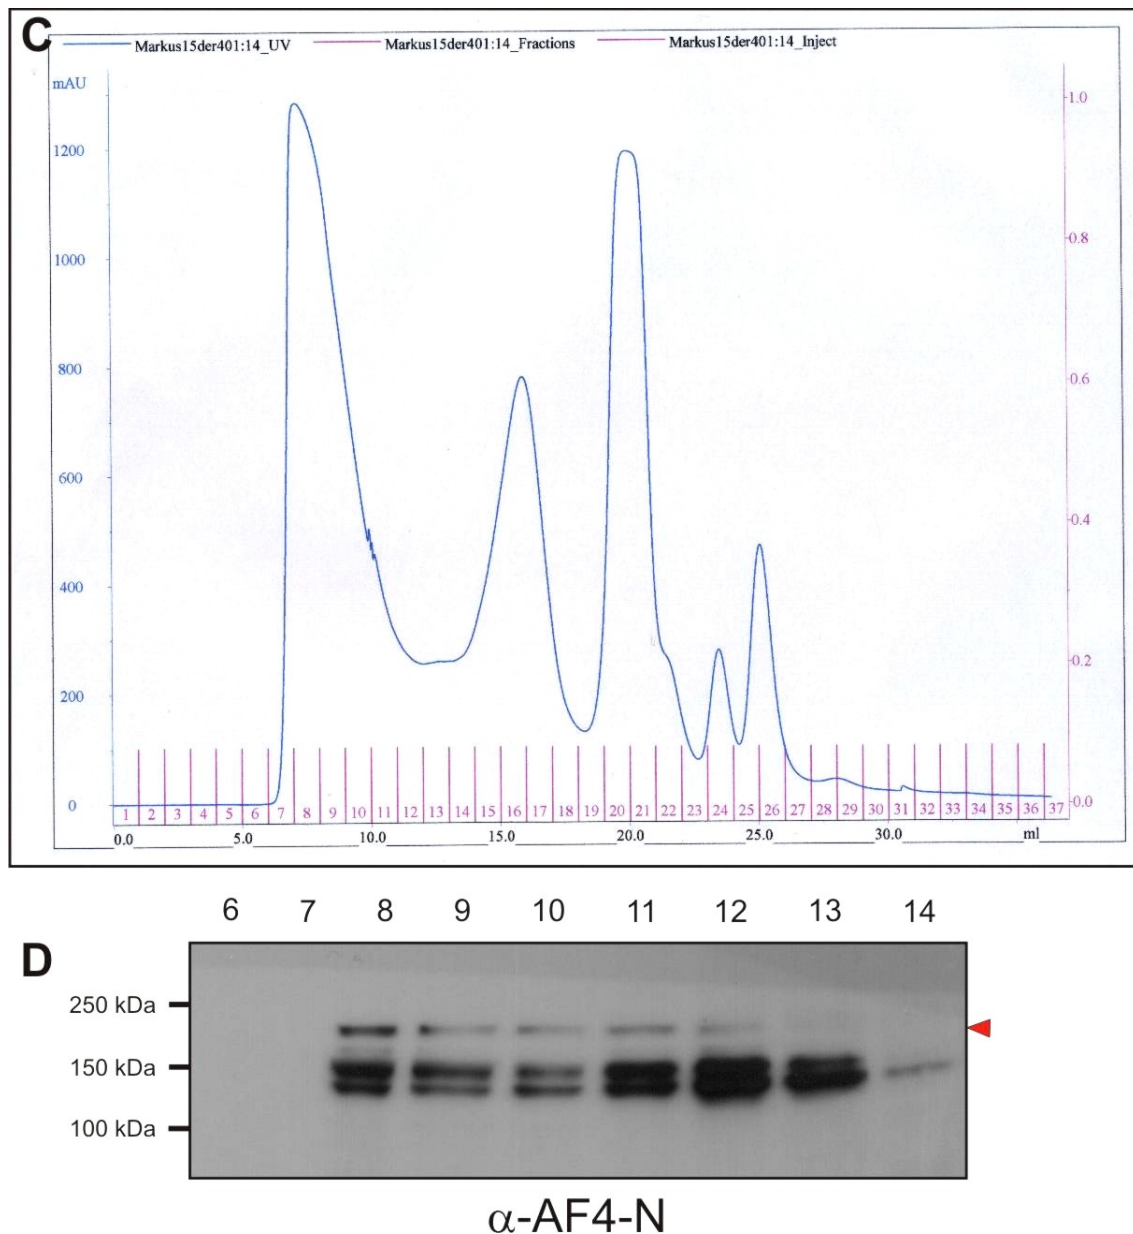 C
Markus15der401:14_UV Markus15der401:14_Fractions Markus15der401:14_Inject
mAU
1200
1000
800
600
400
200
0
1.0
0.8
0.6
0.4
0.2
0.0
1 2 3 4 5 6 7 8 9 10 11 12 13 14 15 16 17 18 19 20 21 22 23 24 25 26 27 28 29 30 31 32 33 34 35 36 37
0.0 5.0 10.0 15.0 20.0 25.0 30.0 ml
6 7 8 9 10 11 12 13 14
D
250 kDa
150 kDa
100 kDa
α-AF4-N